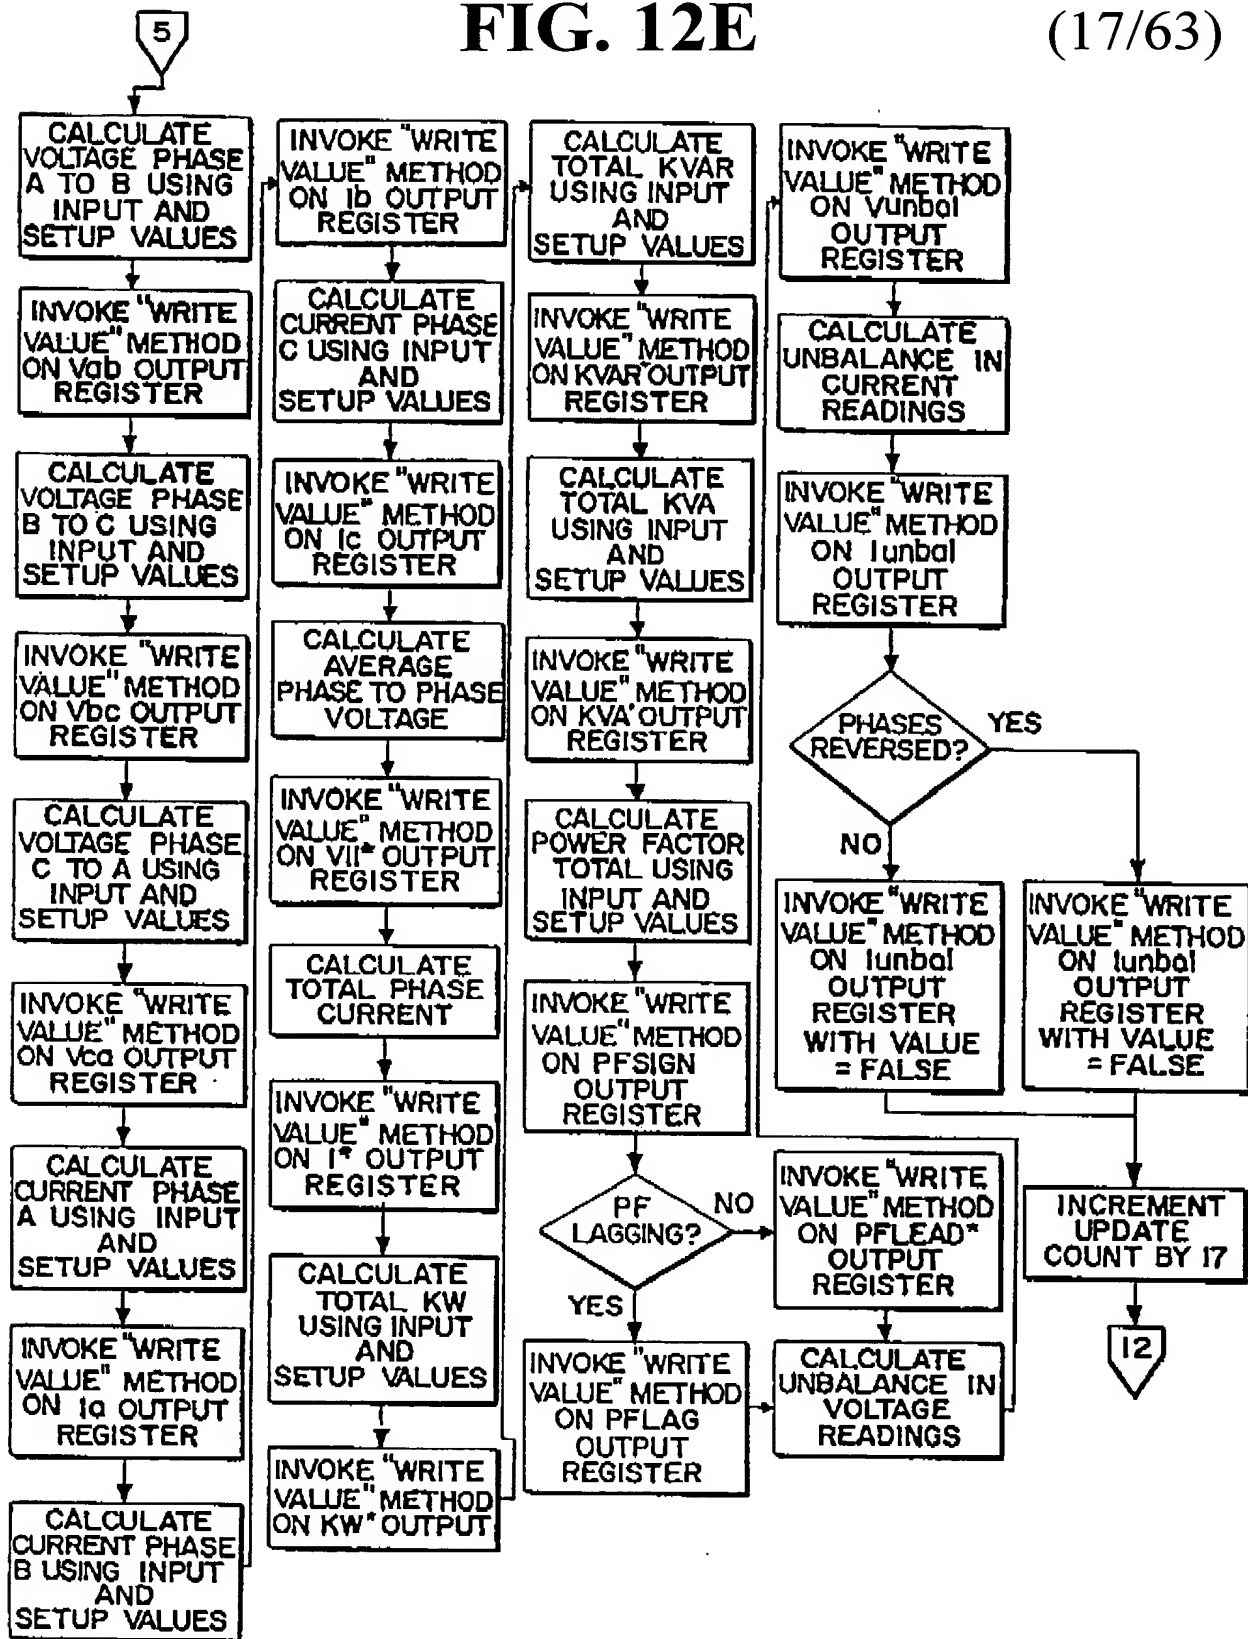 FIG. 12E
(17/63)
5
CALCULATE
VOLTAGE PHASE
A TO B USING
INPUT AND
SETUP VALUES
INVOKE "WRITE
VALUE" METHOD
ON Vab OUTPUT
REGISTER
CALCULATE
VOLTAGE PHASE
B TO C USING
INPUT AND
SETUP VALUES
INVOKE "WRITE
VALUE" METHOD
ON Vbc OUTPUT
REGISTER
CALCULATE
VOLTAGE PHASE
C TO A USING
INPUT AND
SETUP VALUES
INVOKE "WRITE
VALUE" METHOD
ON Vca OUTPUT
REGISTER
CALCULATE
CURRENT PHASE
A USING INPUT
AND
SETUP VALUES
INVOKE "WRITE
VALUE" METHOD
ON Ia OUTPUT
REGISTER
CALCULATE
CURRENT PHASE
B USING INPUT
AND
SETUP VALUES
INVOKE "WRITE
VALUE" METHOD
ON Ib OUTPUT
REGISTER
CALCULATE
CURRENT PHASE
C USING INPUT
AND
SETUP VALUES
INVOKE "WRITE
VALUE" METHOD
ON Ic OUTPUT
REGISTER
CALCULATE
AVERAGE
PHASE TO PHASE
VOLTAGE
INVOKE "WRITE
VALUE" METHOD
ON Vll* OUTPUT
REGISTER
CALCULATE
TOTAL PHASE
CURRENT
INVOKE "WRITE
VALUE" METHOD
ON I* OUTPUT
REGISTER
CALCULATE
TOTAL KW
USING INPUT
AND
SETUP VALUES
INVOKE "WRITE
VALUE" METHOD
ON KW* OUTPUT
CALCULATE
TOTAL KVAR
USING INPUT
AND
SETUP VALUES
INVOKE "WRITE
VALUE" METHOD
ON KVAR* OUTPUT
REGISTER
CALCULATE
TOTAL KVA
USING INPUT
AND
SETUP VALUES
INVOKE "WRITE
VALUE" METHOD
ON KVA* OUTPUT
REGISTER
CALCULATE
POWER FACTOR
TOTAL USING
INPUT AND
SETUP VALUES
INVOKE "WRITE
VALUE" METHOD
ON PFSIGN
OUTPUT
REGISTER
PF
LAGGING?
NO
YES
INVOKE "WRITE
VALUE" METHOD
ON PFLAG
OUTPUT
REGISTER
INVOKE "WRITE
VALUE" METHOD
ON PFLEAD*
OUTPUT
REGISTER
CALCULATE
UNBALANCE IN
VOLTAGE
READINGS
INVOKE "WRITE
VALUE" METHOD
ON Vunbal
OUTPUT
REGISTER
CALCULATE
UNBALANCE IN
CURRENT
READINGS
INVOKE "WRITE
VALUE" METHOD
ON Iunbal
OUTPUT
REGISTER
PHASES
REVERSED?
YES
NO
INVOKE "WRITE
VALUE" METHOD
ON Iunbal
OUTPUT
REGISTER
WITH VALUE
= FALSE
INVOKE "WRITE
VALUE" METHOD
ON Iunbal
OUTPUT
REGISTER
WITH VALUE
= FALSE
INCREMENT
UPDATE
COUNT BY 17
12